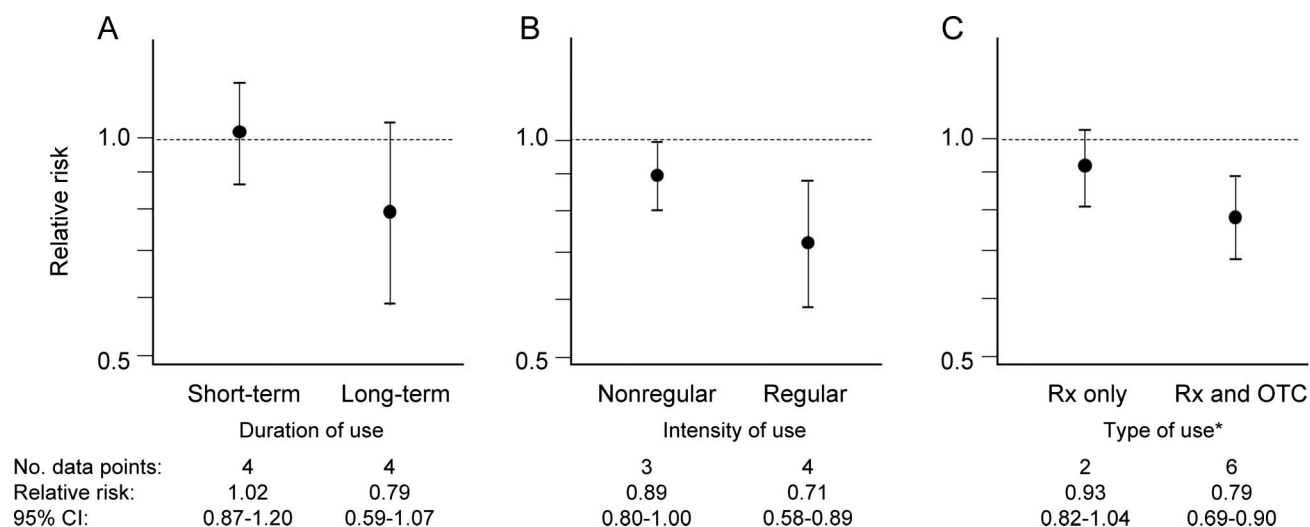 A B C
1.0 1.0 1.0
Relative risk
0.5 0.5 0.5
Short-term Long-term Nonregular Regular Rx only Rx and OTC
Duration of use Intensity of use Type of use*
No. data points: 4 4 3 4 2 6
Relative risk: 1.02 0.79 0.89 0.71 0.93 0.79
95% CI: 0.87-1.20 0.59-1.07 0.80-1.00 0.58-0.89 0.82-1.04 0.69-0.90